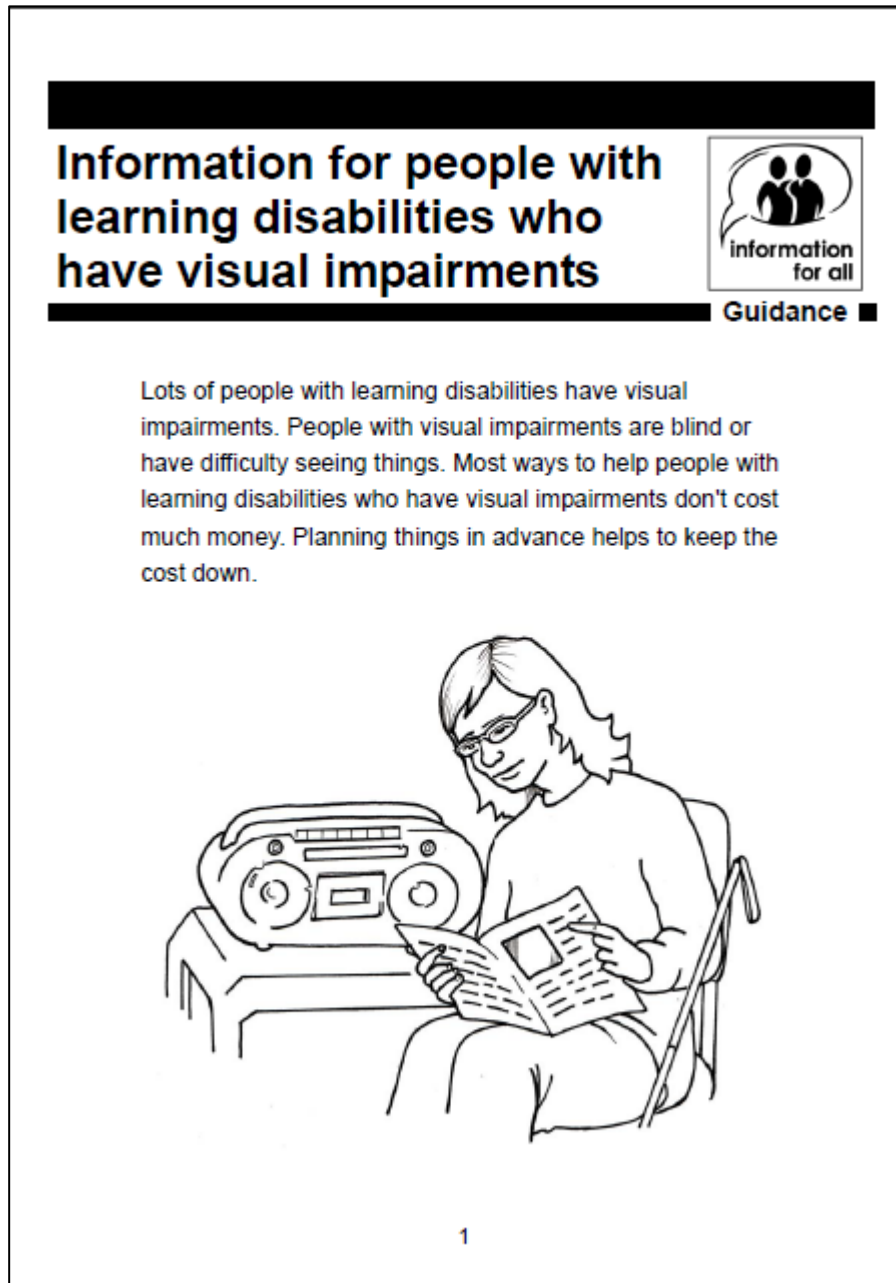 Information for people with
learning disabilities who
have visual impairments
information
for all
Guidance
Lots of people with learning disabilities have visual
impairments. People with visual impairments are blind or
have difficulty seeing things. Most ways to help people with
learning disabilities who have visual impairments don't cost
much money. Planning things in advance helps to keep the
cost down.
1